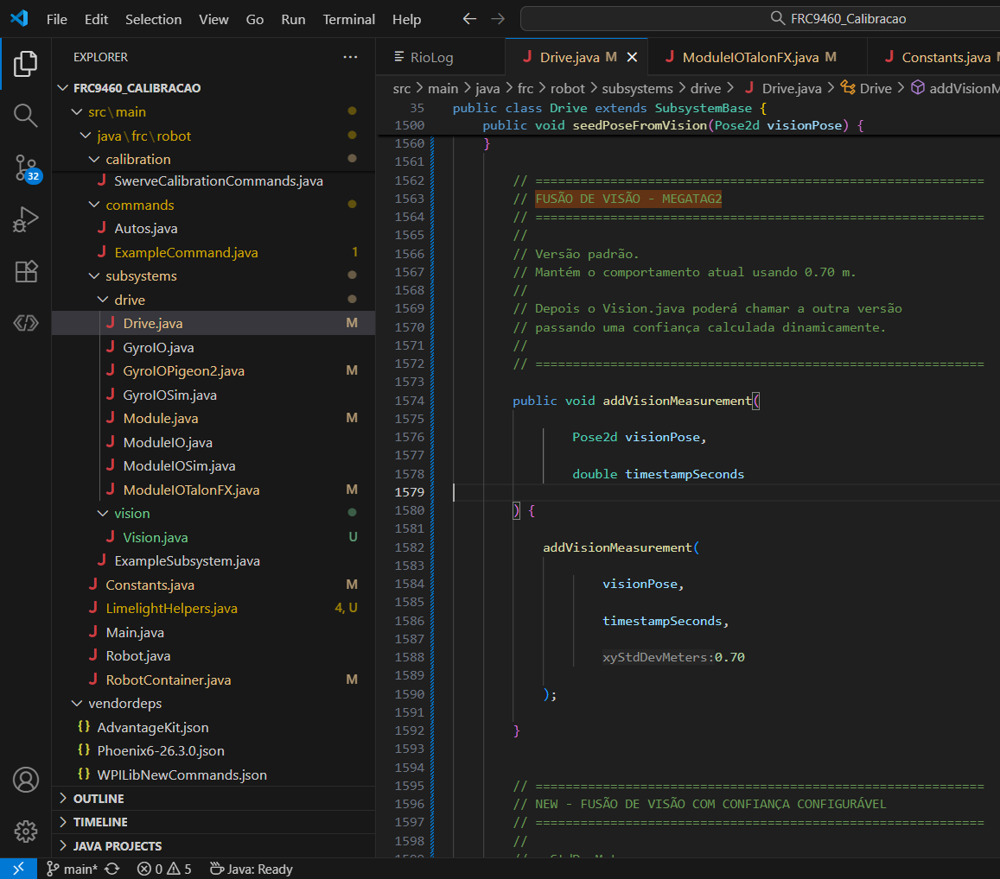 File Edit Selection View Go Run Terminal Help FRC9460_Calibracao
EXPLORER
FRC9460_CALIBRACAO
src\main
java\frc\robot
calibration
SwerveCalibrationCommands.java
commands
Autos.java
ExampleCommand.java 1
subsystems
drive
Drive.java M
GyroIO.java
GyroIOPigeon2.java M
GyroIOSim.java
Module.java M
ModuleIO.java
ModuleIOSim.java
ModuleIOTalonFX.java M
vision
Vision.java U
ExampleSubsystem.java
Constants.java M
LimelightHelpers.java 4, U
Main.java
Robot.java
RobotContainer.java M
vendordeps
{} AdvantageKit.json
{} Phoenix6-26.3.0.json
{} WPILibNewCommands.json
OUTLINE
TIMELINE
JAVA PROJECTS
32
RioLog Drive.java M ModuleIOTalonFX.java M Constants.java M
src > main > java > frc > robot > subsystems > drive > Drive.java > Drive > addVisionM
35 public class Drive extends SubsystemBase {
1500 public void seedPoseFromVision(Pose2d visionPose) {
1560 }
1561
1562 // ============================================================
1563 // FUSÃO DE VISÃO - MEGATAG2
1564 // ============================================================
1565 //
1566 // Versão padrão.
1567 // Mantém o comportamento atual usando 0.70 m.
1568 //
1569 // Depois o Vision.java poderá chamar a outra versão
1570 // passando uma confiança calculada dinamicamente.
1571 //
1572 // ============================================================
1573
1574 public void addVisionMeasurement(
1575
1576 Pose2d visionPose,
1577
1578 double timestampSeconds
1579
1580 ) {
1581
1582 addVisionMeasurement(
1583
1584 visionPose,
1585
1586 timestampSeconds,
1587
1588 xyStdDevMeters:0.70
1589
1590 );
1591
1592 }
1593
1594
1595 // ============================================================
1596 // NEW - FUSÃO DE VISÃO COM CONFIANÇA CONFIGURÁVEL
1597 // ============================================================
1598 //
main* 0 5 Java: Ready